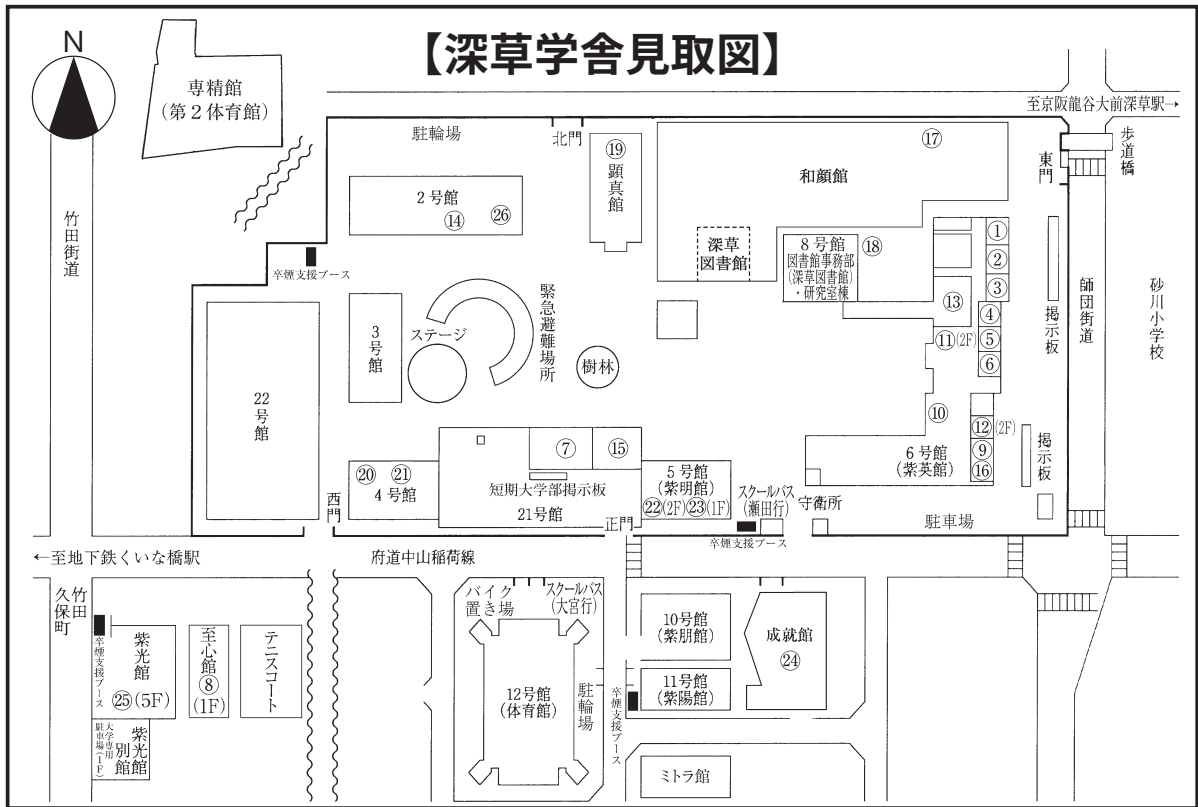 【深草学舎見取図】
N
専精館
(第2体育館)
至京阪龍谷大前深草駅→
駐輪場
北門
⑲
顕真館
⑰
和顔館
東門
歩道橋
2号館
⑭
㉖
竹田街道
卒煙支援ブース
深草
図書館
8号館
図書館事務部
(深草図書館)
・研究室棟
⑱
①
②
③
④
⑤
⑥
⑬
⑪(2F)
⑩
掲示板
師団街道
砂川小学校
3号館
ステージ
緊急避難場所
樹林
22号館
⑫(2F)
⑨
⑯
6号館
(紫英館)
掲示板
⑦
⑮
⑳
㉑
4号館
短期大学部掲示板
21号館
5号館
(紫明館)
㉒(2F)㉓(1F)
スクールバス
(瀬田行)
守衛所
駐車場
西門
正門
卒煙支援ブース
←至地下鉄くいな橋駅
府道中山稲荷線
竹田
久保町
卒煙支援ブース
紫光館
㉕(5F)
至心館
⑧
(1F)
テニスコート
紫光館
別館
大学専用
駐車場(1F)
バイク
置き場
スクールバス
(大宮行)
12号館
(体育館)
駐輪場
卒煙支援ブース
10号館
(紫朋館)
11号館
(紫陽館)
成就館
㉔
ミトラ館